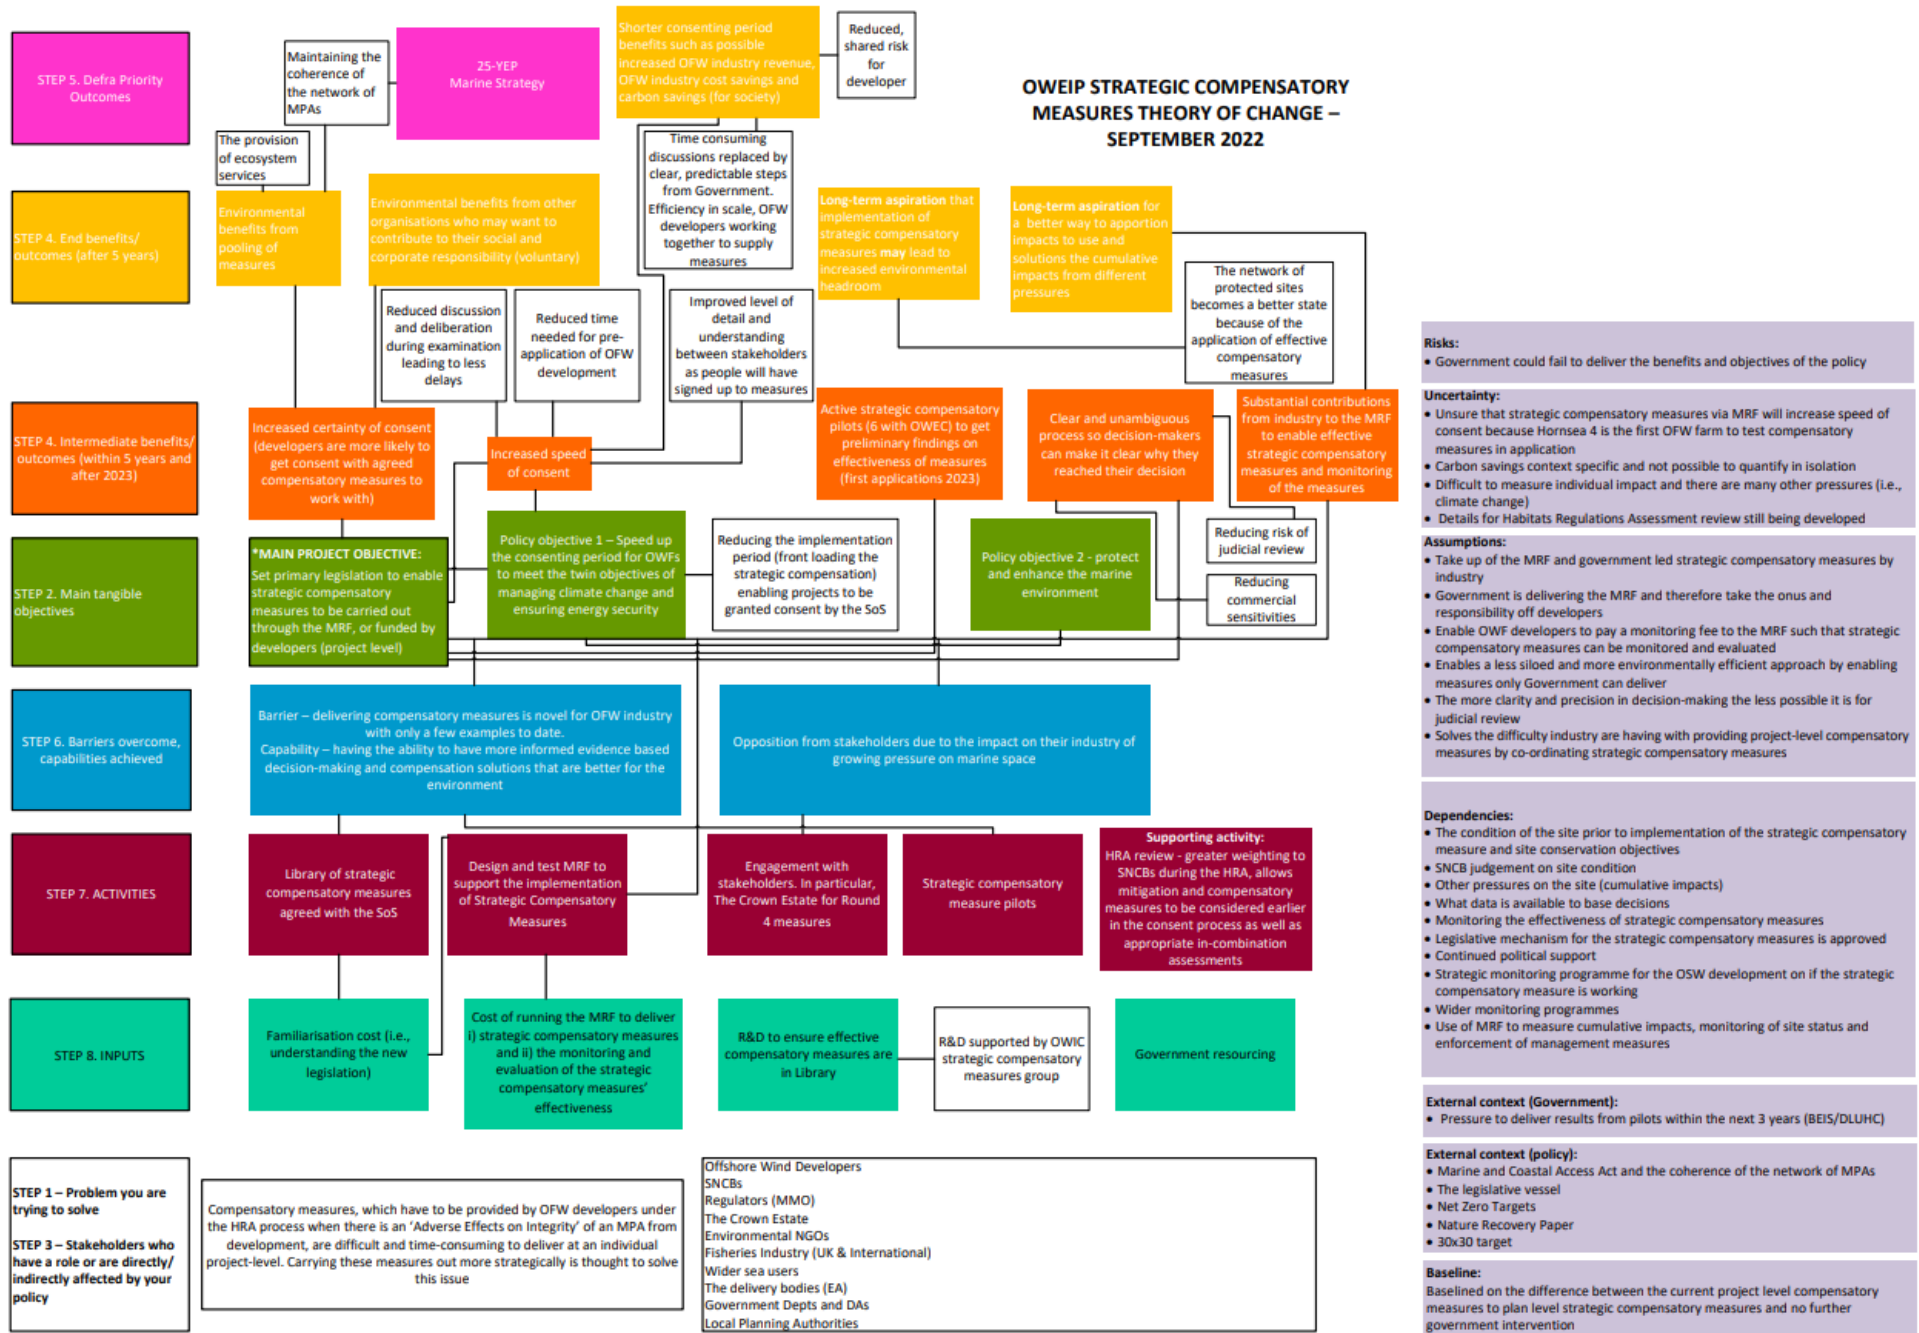 OWEIP STRATEGIC COMPENSATORY
MEASURES THEORY OF CHANGE –
SEPTEMBER 2022
STEP 5. Defra Priority
Outcomes
Maintaining the
coherence of
the network of
MPAs
25-YEP
Marine Strategy
Shorter consenting period
benefits such as possible
increased OFW industry revenue,
OFW industry cost savings and
carbon savings (for society)
Reduced,
shared risk
for
developer
The provision
of ecosystem
services
Time consuming
discussions replaced by
clear, predictable steps
from Government.
Efficiency in scale, OFW
developers working
together to supply
measures
STEP 4. End benefits/
outcomes (after 5 years)
Environmental
benefits from
pooling of
measures
Environmental benefits from other
organisations who may want to
contribute to their social and
corporate responsibility (voluntary)
Long-term aspiration that
implementation of
strategic compensatory
measures may lead to
increased environmental
headroom
Long-term aspiration for
a better way to apportion
impacts to use and
solutions the cumulative
impacts from different
pressures
The network of
protected sites
becomes a better state
because of the
application of effective
compensatory
measures
Reduced discussion
and deliberation
during examination
leading to less
delays
Reduced time
needed for pre-
application of OFW
development
Improved level of
detail and
understanding
between stakeholders
as people will have
signed up to measures
STEP 4. Intermediate benefits/
outcomes (within 5 years and
after 2023)
Increased certainty of consent
(developers are more likely to
get consent with agreed
compensatory measures to
work with)
Increased speed
of consent
Active strategic compensatory
pilots (6 with OWEC) to get
preliminary findings on
effectiveness of measures
(first applications 2023)
Clear and unambiguous
process so decision-makers
can make it clear why they
reached their decision
Substantial contributions
from industry to the MRF
to enable effective
strategic compensatory
measures and monitoring
of the measures
STEP 2. Main tangible
objectives
*MAIN PROJECT OBJECTIVE:
Set primary legislation to enable
strategic compensatory
measures to be carried out
through the MRF, or funded by
developers (project level)
Policy objective 1 – Speed up
the consenting period for OWFs
to meet the twin objectives of
managing climate change and
ensuring energy security
Reducing the implementation
period (front loading the
strategic compensation)
enabling projects to be
granted consent by the SoS
Policy objective 2 - protect
and enhance the marine
environment
Reducing risk of
judicial review
Reducing
commercial
sensitivities
STEP 6. Barriers overcome,
capabilities achieved
Barrier – delivering compensatory measures is novel for OFW industry
with only a few examples to date.
Capability – having the ability to have more informed evidence based
decision-making and compensation solutions that are better for the
environment
Opposition from stakeholders due to the impact on their industry of
growing pressure on marine space
STEP 7. ACTIVITIES
Library of strategic
compensatory measures
agreed with the SoS
Design and test MRF to
support the implementation
of Strategic Compensatory
Measures
Engagement with
stakeholders. In particular,
The Crown Estate for Round
4 measures
Strategic compensatory
measure pilots
Supporting activity:
HRA review - greater weighting to
SNCBs during the HRA, allows
mitigation and compensatory
measures to be considered earlier
in the consent process as well as
appropriate in-combination
assessments
STEP 8. INPUTS
Familiarisation cost (i.e.,
understanding the new
legislation)
Cost of running the MRF to deliver
i) strategic compensatory measures
and ii) the monitoring and
evaluation of the strategic
compensatory measures'
effectiveness
R&D to ensure effective
compensatory measures are
in Library
R&D supported by OWIC
strategic compensatory
measures group
Government resourcing
STEP 1 – Problem you are
trying to solve
STEP 3 – Stakeholders who
have a role or are directly/
indirectly affected by your
policy
Compensatory measures, which have to be provided by OFW developers under
the HRA process when there is an 'Adverse Effects on Integrity' of an MPA from
development, are difficult and time-consuming to deliver at an individual
project-level. Carrying these measures out more strategically is thought to solve
this issue
Offshore Wind Developers
SNCBs
Regulators (MMO)
The Crown Estate
Environmental NGOs
Fisheries Industry (UK & International)
Wider sea users
The delivery bodies (EA)
Government Depts and DAs
Local Planning Authorities
Risks:
• Government could fail to deliver the benefits and objectives of the policy
Uncertainty:
• Unsure that strategic compensatory measures via MRF will increase speed of
consent because Hornsea 4 is the first OFW farm to test compensatory
measures in application
• Carbon savings context specific and not possible to quantify in isolation
• Difficult to measure individual impact and there are many other pressures (i.e.,
climate change)
• Details for Habitats Regulations Assessment review still being developed
Assumptions:
• Take up of the MRF and government led strategic compensatory measures by
industry
• Government is delivering the MRF and therefore take the onus and
responsibility off developers
• Enable OWF developers to pay a monitoring fee to the MRF such that strategic
compensatory measures can be monitored and evaluated
• Enables a less siloed and more environmentally efficient approach by enabling
measures only Government can deliver
• The more clarity and precision in decision-making the less possible it is for
judicial review
• Solves the difficulty industry are having with providing project-level compensatory
measures by co-ordinating strategic compensatory measures
Dependencies:
• The condition of the site prior to implementation of the strategic compensatory
measure and site conservation objectives
• SNCB judgement on site condition
• Other pressures on the site (cumulative impacts)
• What data is available to base decisions
• Monitoring the effectiveness of strategic compensatory measures
• Legislative mechanism for the strategic compensatory measures is approved
• Continued political support
• Strategic monitoring programme for the OSW development on if the strategic
compensatory measure is working
• Wider monitoring programmes
• Use of MRF to measure cumulative impacts, monitoring of site status and
enforcement of management measures
External context (Government):
• Pressure to deliver results from pilots within the next 3 years (BEIS/DLUHC)
External context (policy):
• Marine and Coastal Access Act and the coherence of the network of MPAs
• The legislative vessel
• Net Zero Targets
• Nature Recovery Paper
• 30x30 target
Baseline:
Baselined on the difference between the current project level compensatory
measures to plan level strategic compensatory measures and no further
government intervention